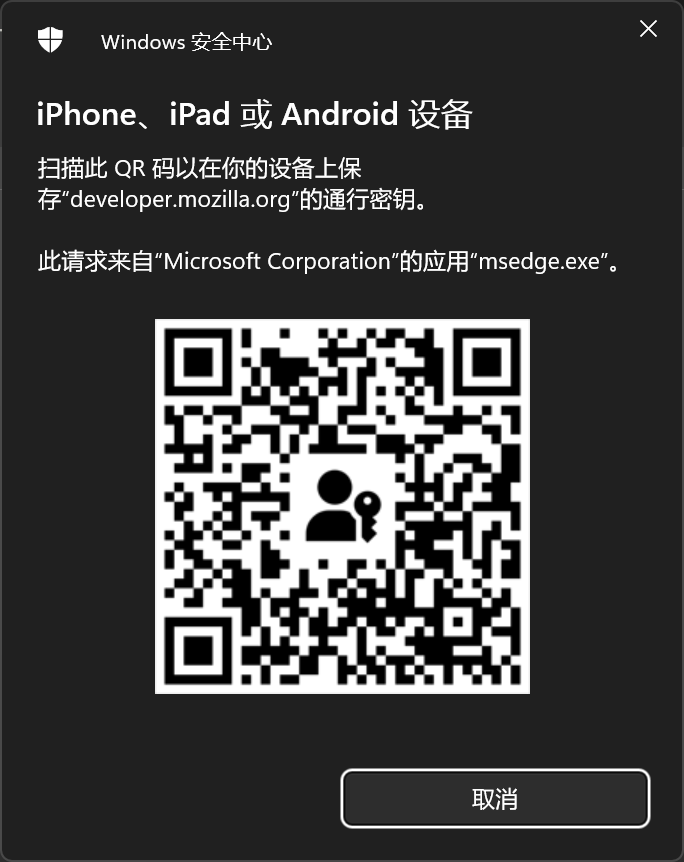 Windows 安全中心
iPhone、iPad 或 Android 设备
扫描此 QR 码以在你的设备上保
存“developer.mozilla.org”的通行密钥。
此请求来自“Microsoft Corporation”的应用“msedge.exe”。
取消